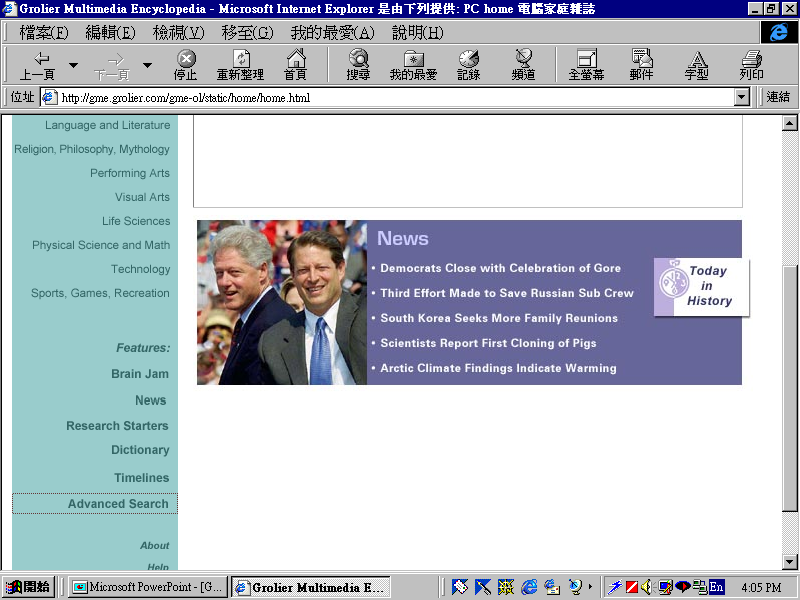 Grolier Multimedia Encyclopedia - Microsoft Internet Explorer 是由下列提供: PC home 電腦家庭雜誌
檔案(F) 編輯(E) 檢視(V) 移至(G) 我的最愛(A) 說明(H)
上一頁 下一頁 停止 重新整理 首頁 搜尋 我的最愛 記錄 頻道 全螢幕 郵件 字型 列印
位址 http://gme.grolier.com/gme-ol/static/home/home.html 連結
Language and Literature
Religion, Philosophy, Mythology
Performing Arts
Visual Arts
Life Sciences
Physical Science and Math
Technology
Sports, Games, Recreation
Features:
Brain Jam
News
Research Starters
Dictionary
Timelines
Advanced Search
About
Help
News
• Democrats Close with Celebration of Gore
• Third Effort Made to Save Russian Sub Crew
• South Korea Seeks More Family Reunions
• Scientists Report First Cloning of Pigs
• Arctic Climate Findings Indicate Warming
Today
in
History
開始 Microsoft PowerPoint - [G... Grolier Multimedia E... En 4:05 PM